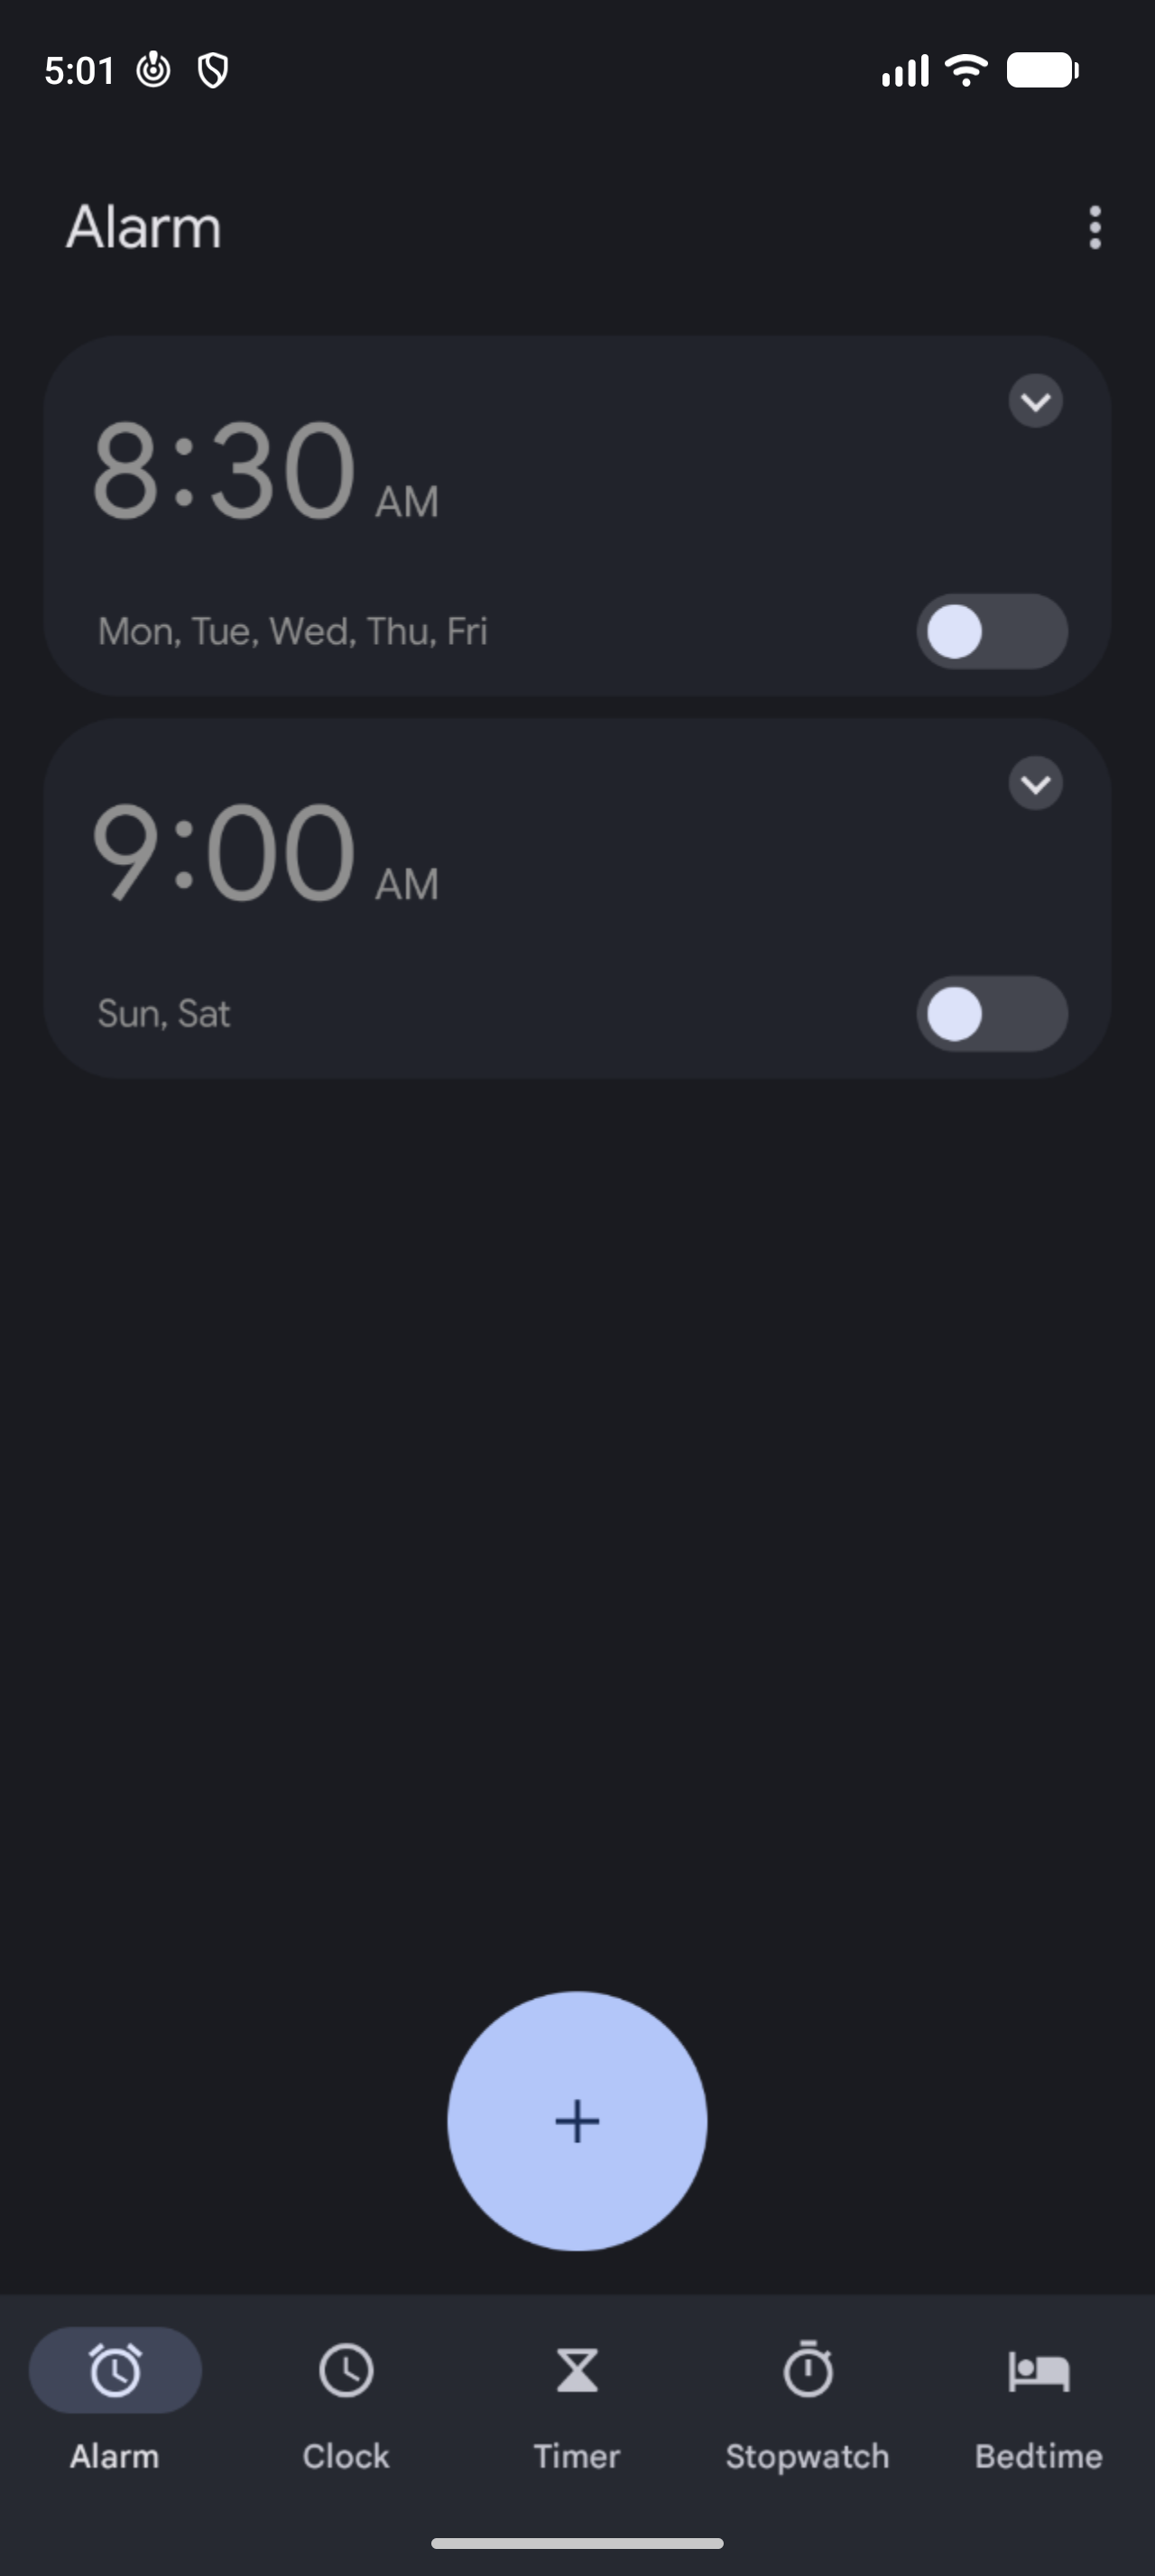 5:01
Alarm
8:30 AM
Mon, Tue, Wed, Thu, Fri
9:00 AM
Sun, Sat
Alarm
Clock
Timer
Stopwatch
Bedtime